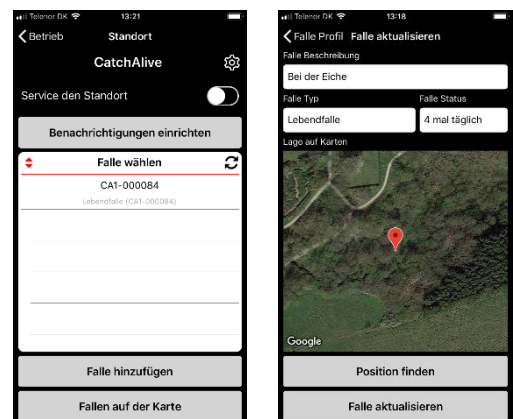 Telenor DK 13:21
Betrieb Standort
CatchAlive
Service den Standort
Benachrichtigungen einrichten
Falle wählen
CA1-000084
Lebendfalle (CA1-000084)
Falle hinzufügen
Fallen auf der Karte
Telenor DK 13:18
Falle Profil Falle aktualisieren
Falle Beschreibung
Bei der Eiche
Falle Typ Falle Status
Lebendfalle 4 mal täglich
Lage auf Karten
Google
Position finden
Falle aktualisieren